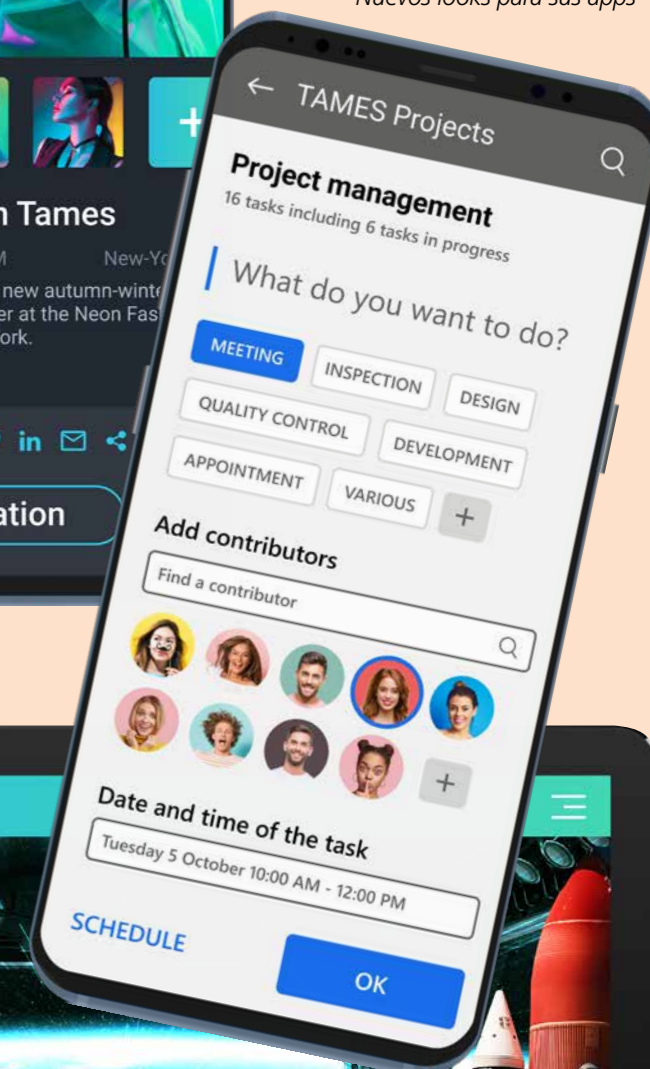 Nuevos looks para sus apps
TAMES Projects
Project management
16 tasks including 6 tasks in progress
What do you want to do?
MEETING
INSPECTION
DESIGN
QUALITY CONTROL
DEVELOPMENT
APPOINTMENT
VARIOUS
+
Add contributors
Find a contributor
+
Date and time of the task
Tuesday 5 October 10:00 AM - 12:00 PM
SCHEDULE
OK
+
Tames
New-Yo
new autumn-winte
er at the Neon Fas
ork.
in
ation